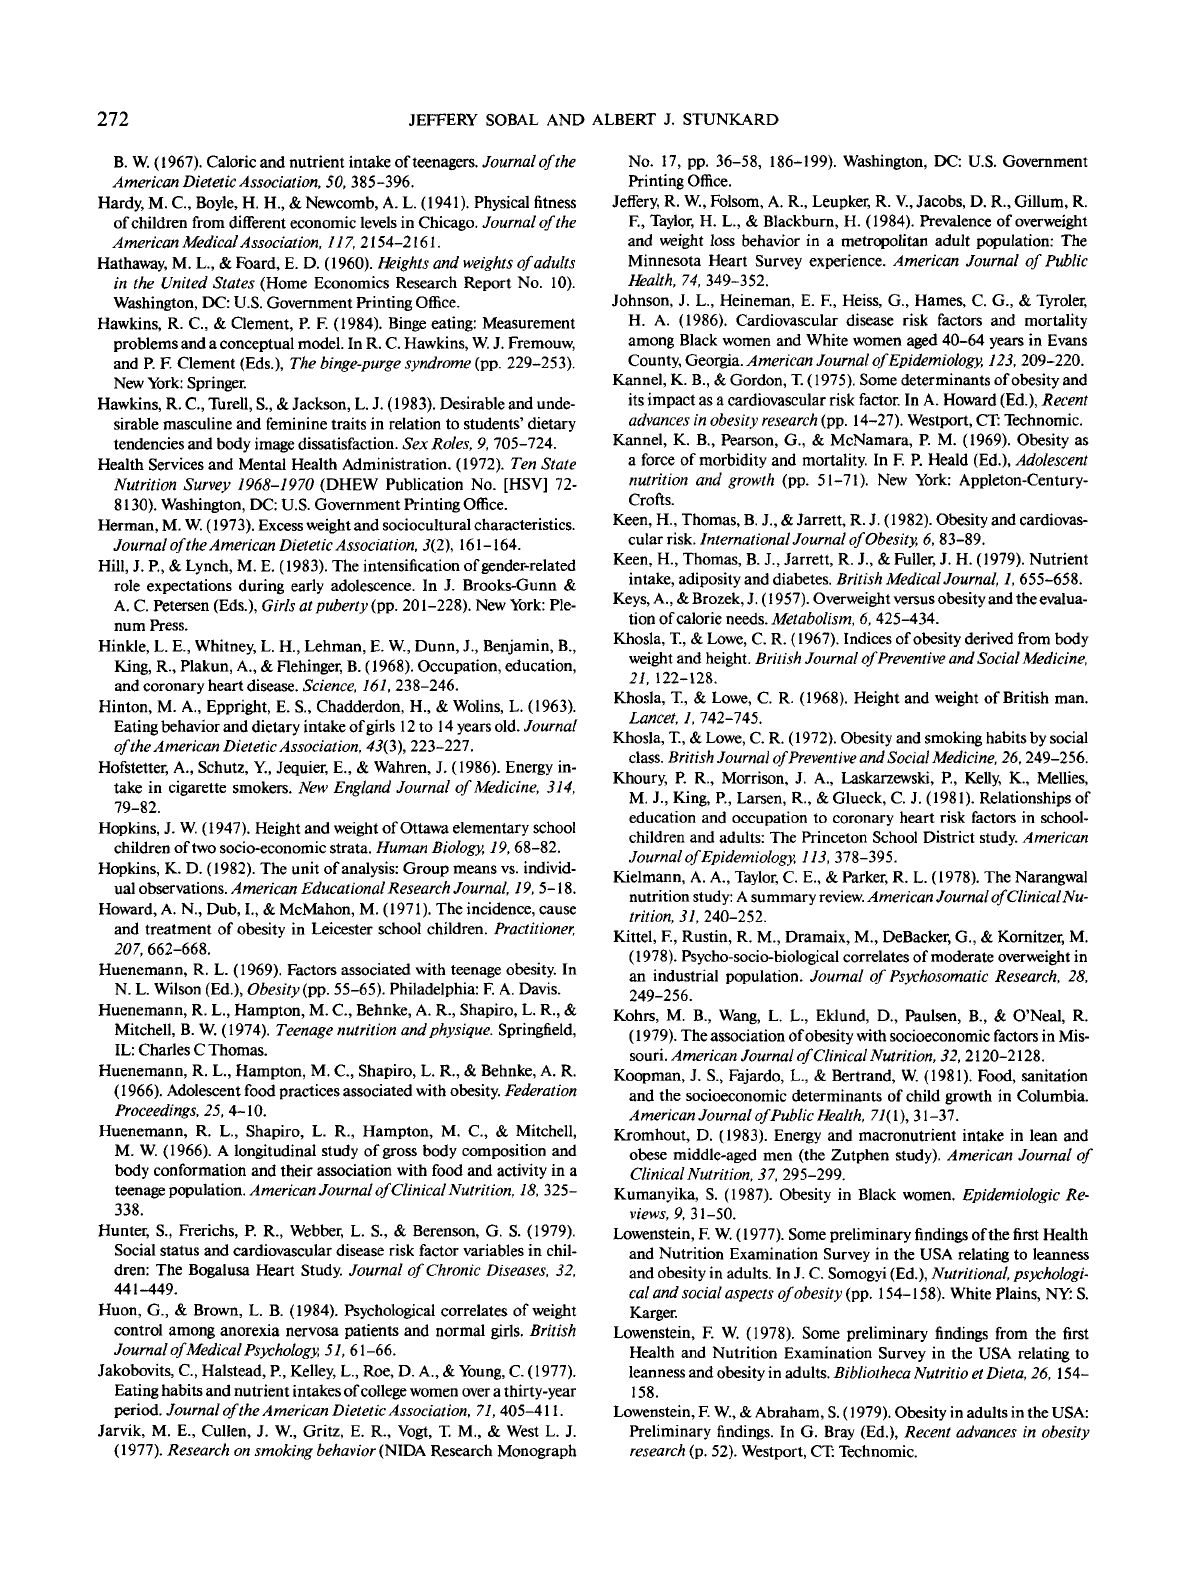 272
JEFFERY SOBAL AND ALBERT J. STUNKARD
B. W. (1967). Caloric and nutrient intake of teenagers. Journal of the
American Dietetic Association, 50, 385–396.
Hardy, M. C., Boyle, H. H., & Newcomb, A. L. (1941). Physical fitness
of children from different economic levels in Chicago. Journal of the
American Medical Association, 117, 2154–2161.
Hathaway, M. L., & Foard, E. D. (1960). Heights and weights of adults
in the United States (Home Economics Research Report No. 10).
Washington, DC: U.S. Government Printing Office.
Hawkins, R. C., & Clement, P. F. (1984). Binge eating: Measurement
problems and a conceptual model. In R. C. Hawkins, W. J. Fremouw,
and P. F. Clement (Eds.), The binge-purge syndrome (pp. 229–253).
New York: Springer.
Hawkins, R. C., Turell, S., & Jackson, L. J. (1983). Desirable and unde-
sirable masculine and feminine traits in relation to students' dietary
tendencies and body image dissatisfaction. Sex Roles, 9, 705–724.
Health Services and Mental Health Administration. (1972). Ten State
Nutrition Survey 1968–1970 (DHEW Publication No. [HSV] 72-
8130). Washington, DC: U.S. Government Printing Office.
Herman, M. W. (1973). Excess weight and sociocultural characteristics.
Journal of the American Dietetic Association, 3(2), 161–164.
Hill, J. P., & Lynch, M. E. (1983). The intensification of gender-related
role expectations during early adolescence. In J. Brooks-Gunn &
A. C. Petersen (Eds.), Girls at puberty (pp. 201–228). New York: Ple-
num Press.
Hinkle, L. E., Whitney, L. H., Lehman, E. W., Dunn, J., Benjamin, B.,
King, R., Plakun, A., & Flehinger, B. (1968). Occupation, education,
and coronary heart disease. Science, 161, 238–246.
Hinton, M. A., Eppright, E. S., Chadderdon, H., & Wolins, L. (1963).
Eating behavior and dietary intake of girls 12 to 14 years old. Journal
of the American Dietetic Association, 43(3), 223–227.
Hofstetter, A., Schutz, Y., Jequier, E., & Wahren, J. (1986). Energy in-
take in cigarette smokers. New England Journal of Medicine, 314,
79–82.
Hopkins, J. W. (1947). Height and weight of Ottawa elementary school
children of two socio-economic strata. Human Biology, 19, 68–82.
Hopkins, K. D. (1982). The unit of analysis: Group means vs. individ-
ual observations. American Educational Research Journal, 19, 5–18.
Howard, A. N., Dub, I., & McMahon, M. (1971). The incidence, cause
and treatment of obesity in Leicester school children. Practitioner,
207, 662–668.
Huenemann, R. L. (1969). Factors associated with teenage obesity. In
N. L. Wilson (Ed.), Obesity (pp. 55–65). Philadelphia: F. A. Davis.
Huenemann, R. L., Hampton, M. C., Behnke, A. R., Shapiro, L. R., &
Mitchell, B. W. (1974). Teenage nutrition and physique. Springfield,
IL: Charles C Thomas.
Huenemann, R. L., Hampton, M. C., Shapiro, L. R., & Behnke, A. R.
(1966). Adolescent food practices associated with obesity. Federation
Proceedings, 25, 4–10.
Huenemann, R. L., Shapiro, L. R., Hampton, M. C., & Mitchell,
M. W. (1966). A longitudinal study of gross body composition and
body conformation and their association with food and activity in a
teenage population. American Journal of Clinical Nutrition, 18, 325–
338.
Hunter, S., Frerichs, P. R., Webber, L. S., & Berenson, G. S. (1979).
Social status and cardiovascular disease risk factor variables in chil-
dren: The Bogalusa Heart Study. Journal of Chronic Diseases, 32,
441–449.
Huon, G., & Brown, L. B. (1984). Psychological correlates of weight
control among anorexia nervosa patients and normal girls. British
Journal of Medical Psychology, 51, 61–66.
Jakobovits, C., Halstead, P., Kelley, L., Roe, D. A., & Young, C. (1977).
Eating habits and nutrient intakes of college women over a thirty-year
period. Journal of the American Dietetic Association, 71, 405–411.
Jarvik, M. E., Cullen, J. W., Gritz, E. R., Vogt, T. M., & West L. J.
(1977). Research on smoking behavior (NIDA Research Monograph
No. 17, pp. 36–58, 186–199). Washington, DC: U.S. Government
Printing Office.
Jeffery, R. W., Folsom, A. R., Leupker, R. V., Jacobs, D. R., Gillum, R.
F., Taylor, H. L., & Blackburn, H. (1984). Prevalence of overweight
and weight loss behavior in a metropolitan adult population: The
Minnesota Heart Survey experience. American Journal of Public
Health, 74, 349–352.
Johnson, J. L., Heineman, E. F., Heiss, G., Hames, C. G., & Tyroler,
H. A. (1986). Cardiovascular disease risk factors and mortality
among Black women and White women aged 40–64 years in Evans
County, Georgia. American Journal of Epidemiology, 123, 209–220.
Kannel, K. B., & Gordon, T. (1975). Some determinants of obesity and
its impact as a cardiovascular risk factor. In A. Howard (Ed.), Recent
advances in obesity research (pp. 14–27). Westport, CT: Technomic.
Kannel, K. B., Pearson, G., & McNamara, P. M. (1969). Obesity as
a force of morbidity and mortality. In F. P. Heald (Ed.), Adolescent
nutrition and growth (pp. 51–71). New York: Appleton-Century-
Crofts.
Keen, H., Thomas, B. J., & Jarrett, R. J. (1982). Obesity and cardiovas-
cular risk. International Journal of Obesity, 6, 83–89.
Keen, H., Thomas, B. J., Jarrett, R. J., & Fuller, J. H. (1979). Nutrient
intake, adiposity and diabetes. British Medical Journal, 1, 655–658.
Keys, A., & Brozek, J. (1957). Overweight versus obesity and the evalua-
tion of calorie needs. Metabolism, 6, 425–434.
Khosla, T., & Lowe, C. R. (1967). Indices of obesity derived from body
weight and height. British Journal of Preventive and Social Medicine,
21, 122–128.
Khosla, T., & Lowe, C. R. (1968). Height and weight of British man.
Lancet, 1, 742–745.
Khosla, T., & Lowe, C. R. (1972). Obesity and smoking habits by social
class. British Journal of Preventive and Social Medicine, 26, 249–256.
Khoury, P. R., Morrison, J. A., Laskarzewski, P., Kelly, K., Mellies,
M. J., King, P., Larsen, R., & Glueck, C. J. (1981). Relationships of
education and occupation to coronary heart risk factors in school-
children and adults: The Princeton School District study. American
Journal of Epidemiology, 113, 378–395.
Kielmann, A. A., Taylor, C. E., & Parker, R. L. (1978). The Narangwal
nutrition study: A summary review. American Journal of Clinical Nu-
trition, 31, 240–252.
Kittel, F., Rustin, R. M., Dramaix, M., DeBacker, G., & Kornitzer, M.
(1978). Psycho-socio-biological correlates of moderate overweight in
an industrial population. Journal of Psychosomatic Research, 28,
249–256.
Kohrs, M. B., Wang, L. L., Eklund, D., Paulsen, B., & O'Neal, R.
(1979). The association of obesity with socioeconomic factors in Mis-
souri. American Journal of Clinical Nutrition, 32, 2120–2128.
Koopman, J. S., Fajardo, L., & Bertrand, W. (1981). Food, sanitation
and the socioeconomic determinants of child growth in Columbia.
American Journal of Public Health, 71(1), 31–37.
Kromhout, D. (1983). Energy and macronutrient intake in lean and
obese middle-aged men (the Zutphen study). American Journal of
Clinical Nutrition, 37, 295–299.
Kumanyika, S. (1987). Obesity in Black women. Epidemiologic Re-
views, 9, 31–50.
Lowenstein, F. W. (1977). Some preliminary findings of the first Health
and Nutrition Examination Survey in the USA relating to leanness
and obesity in adults. In J. C. Somogyi (Ed.), Nutritional, psychologi-
cal and social aspects of obesity (pp. 154–158). White Plains, NY: S.
Karger.
Lowenstein, F. W. (1978). Some preliminary findings from the first
Health and Nutrition Examination Survey in the USA relating to
leanness and obesity in adults. Bibliotheca Nutritio et Dieta, 26, 154–
158.
Lowenstein, F. W., & Abraham, S. (1979). Obesity in adults in the USA:
Preliminary findings. In G. Bray (Ed.), Recent advances in obesity
research (p. 52). Westport, CT: Technomic.